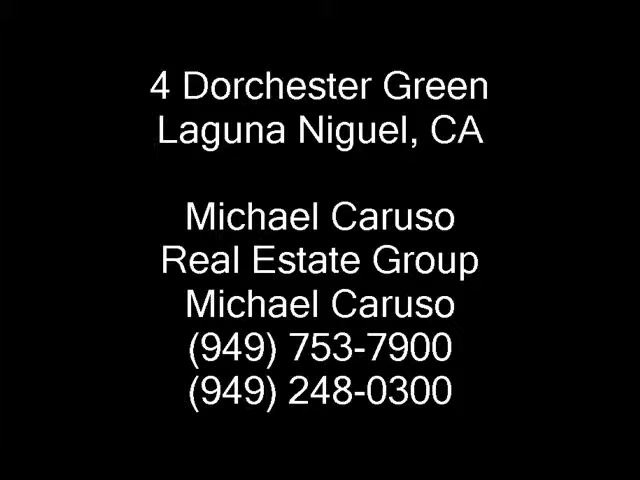 4 Dorchester Green
Laguna Niguel, CA
Michael Caruso
Real Estate Group
Michael Caruso
(949) 753-7900
(949) 248-0300